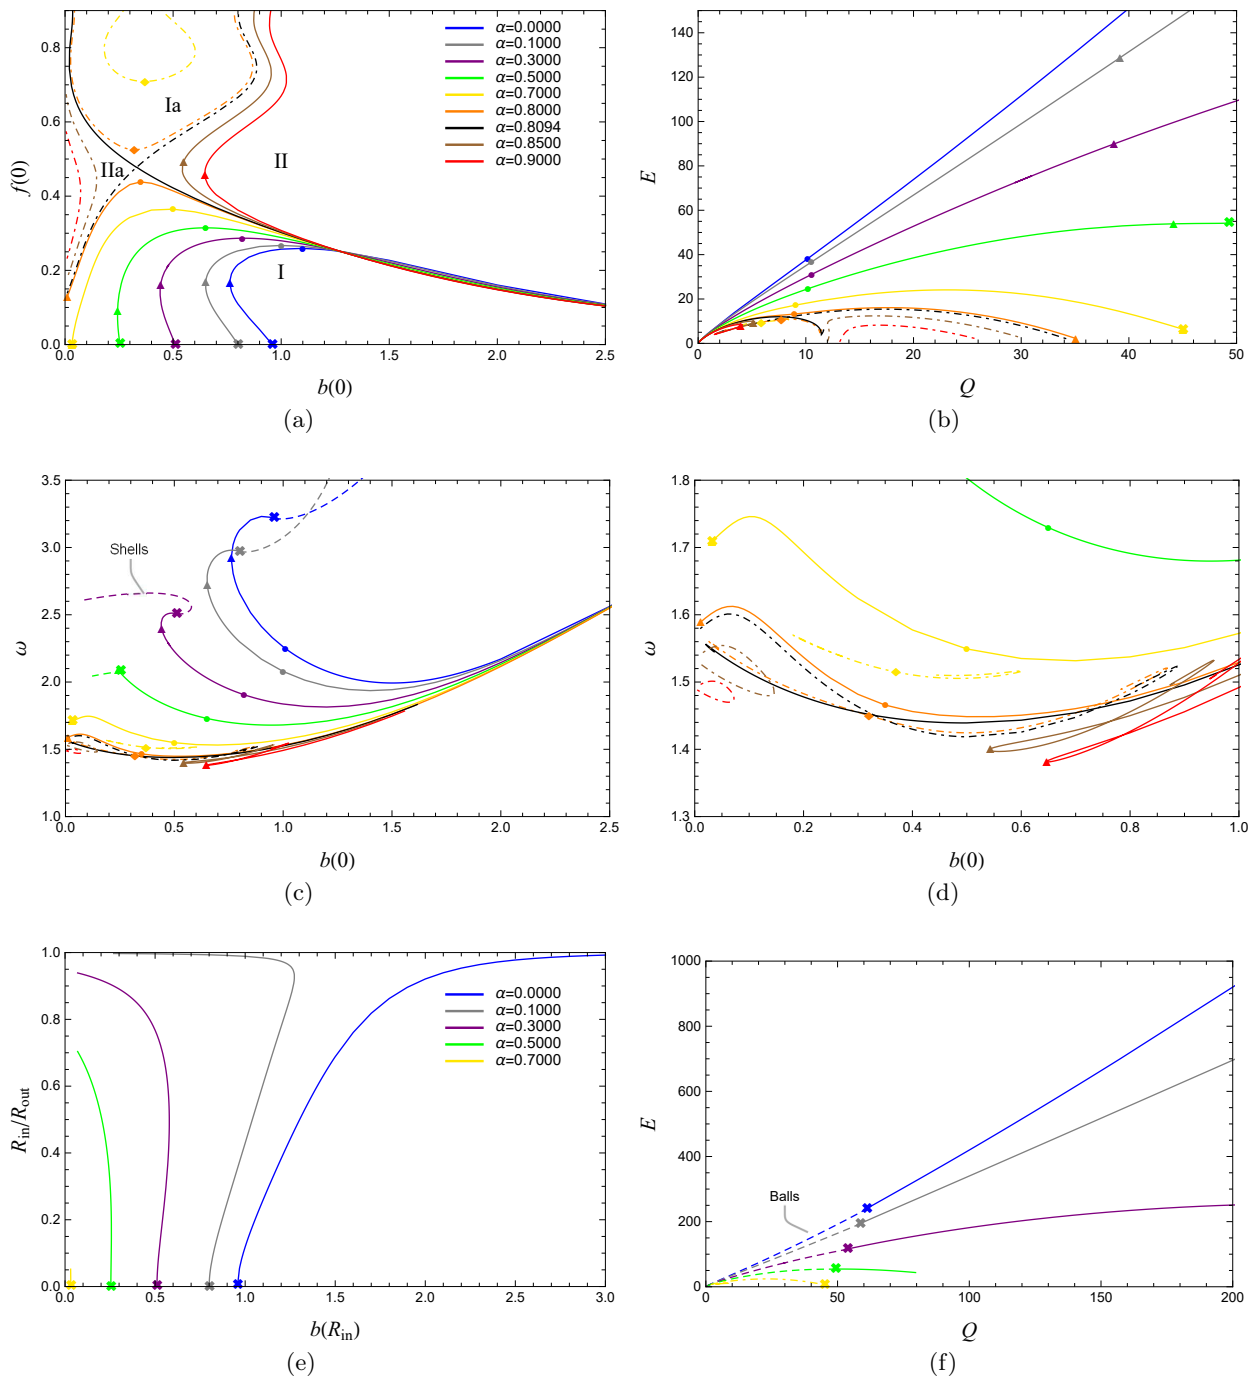 0.8
0.6
0.4
0.2
0.0
f(0)
0.0 0.5 1.0 1.5 2.0 2.5
b(0)
Ia
IIa
II
I
α=0.0000
α=0.1000
α=0.3000
α=0.5000
α=0.7000
α=0.8000
α=0.8094
α=0.8500
α=0.9000
(a)
140
120
100
80
60
40
20
0
E
0 10 20 30 40 50
Q
(b)
3.5
3.0
2.5
2.0
1.5
1.0
ω
Shells
0.0 0.5 1.0 1.5 2.0 2.5
b(0)
(c)
1.8
1.7
1.6
1.5
1.4
1.3
ω
0.0 0.2 0.4 0.6 0.8 1.0
b(0)
(d)
1.0
0.8
0.6
0.4
0.2
0.0
R_in/R_out
α=0.0000
α=0.1000
α=0.3000
α=0.5000
α=0.7000
0.0 0.5 1.0 1.5 2.0 2.5 3.0
b(R_in)
(e)
1000
800
600
400
200
0
E
Balls
0 50 100 150 200
Q
(f)